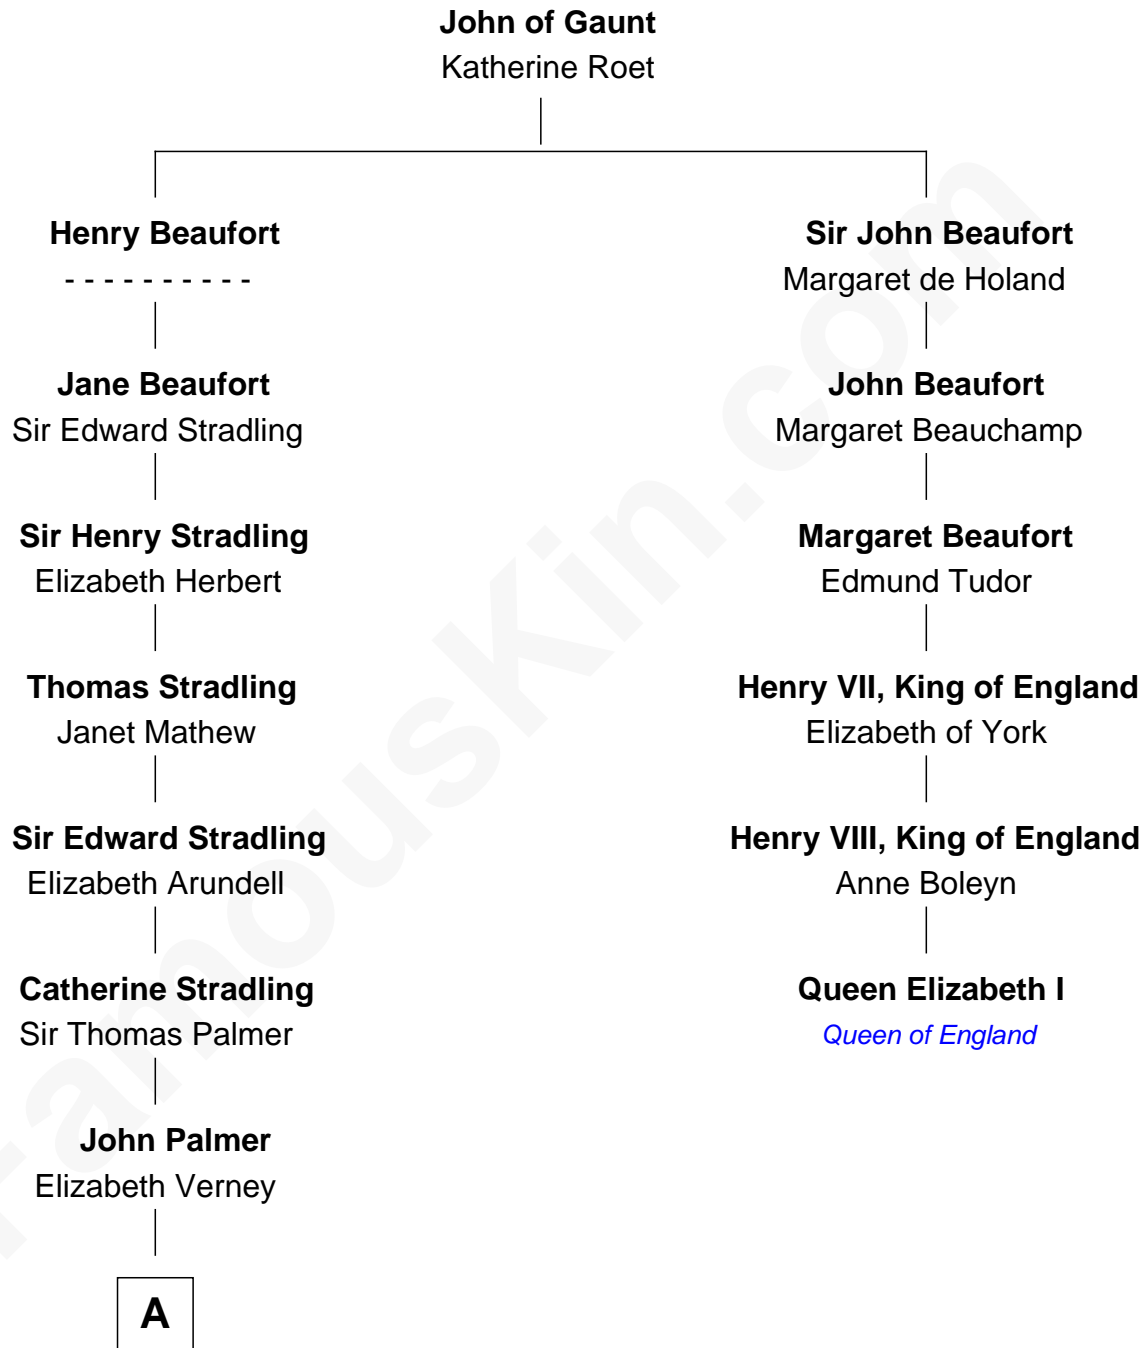 John of Gaunt
Katherine Roet
Henry Beaufort
- - - - - - - - - -
Sir John Beaufort
Margaret de Holand
Jane Beaufort
Sir Edward Stradling
John Beaufort
Margaret Beauchamp
Sir Henry Stradling
Elizabeth Herbert
Margaret Beaufort
Edmund Tudor
Thomas Stradling
Janet Mathew
Henry VII, King of England
Elizabeth of York
Sir Edward Stradling
Elizabeth Arundell
Henry VIII, King of England
Anne Boleyn
Catherine Stradling
Sir Thomas Palmer
Queen Elizabeth I
Queen of England
John Palmer
Elizabeth Verney
A
FamousKin.com